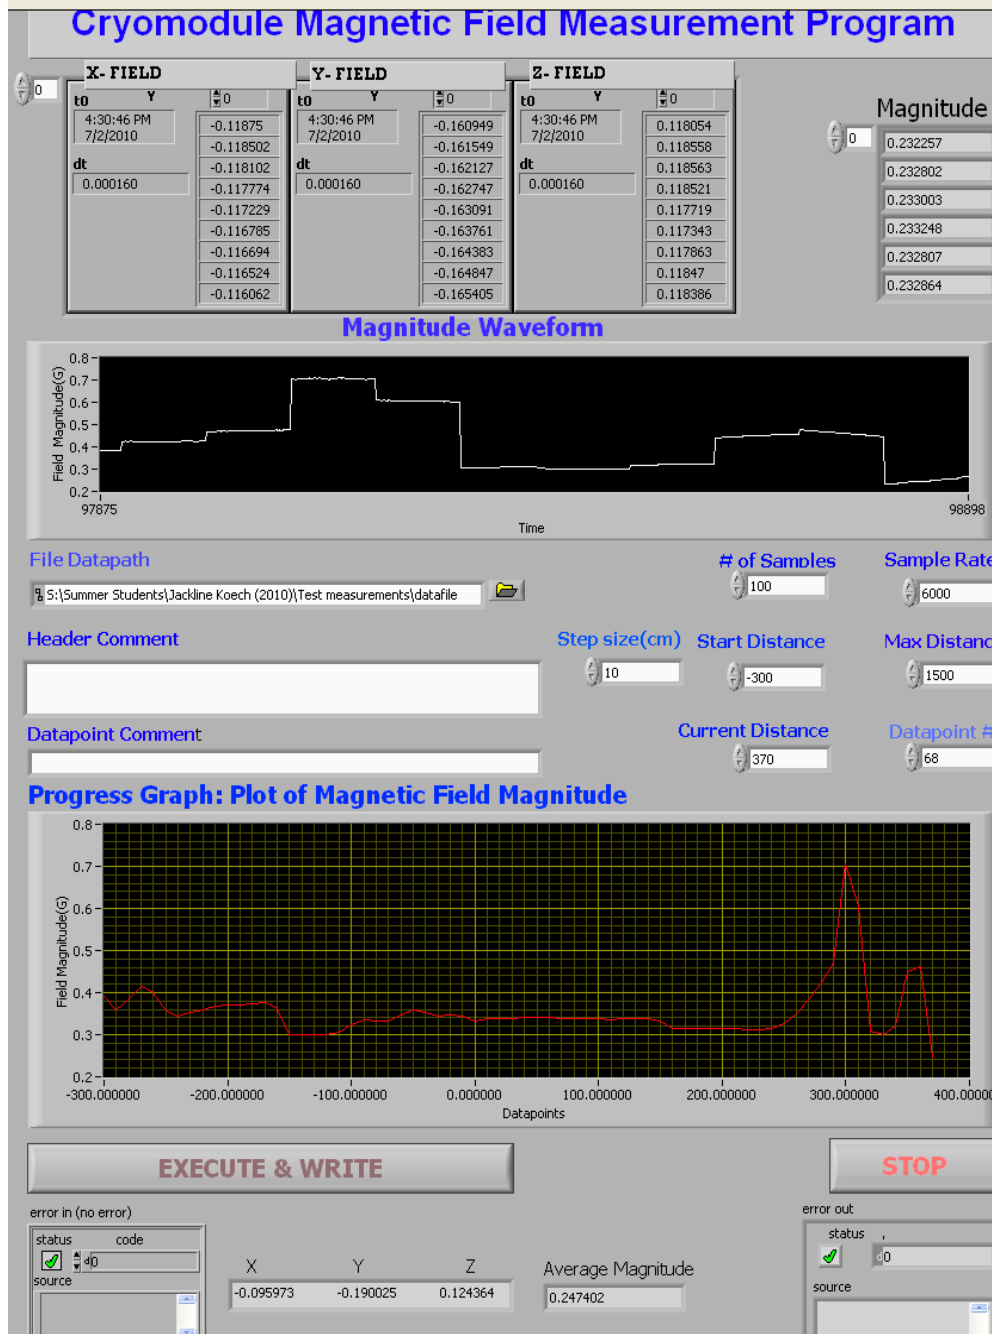 Cryomodule Magnetic Field Measurement Program
X- FIELD
Y- FIELD
Z- FIELD
0
t0 Y 0
4:30:46 PM
7/2/2010
dt
0.000160
-0.11875
-0.118502
-0.118102
-0.117774
-0.117229
-0.116785
-0.116694
-0.116524
-0.116062
t0 Y 0
4:30:46 PM
7/2/2010
dt
0.000160
-0.160949
-0.161549
-0.162127
-0.162747
-0.163091
-0.163761
-0.164383
-0.164847
-0.165405
t0 Y 0
4:30:46 PM
7/2/2010
dt
0.000160
0.118054
0.118558
0.118563
0.118521
0.117719
0.117343
0.117863
0.11847
0.118386
Magnitude
0
0.232257
0.232802
0.233003
0.233248
0.232807
0.232864
Magnitude Waveform
Field Magnitude(G)
0.8
0.7
0.6
0.5
0.4
0.3
0.2
97875
98898
Time
File Datapath
S:\Summer Students\Jackline Koech (2010)\Test measurements\datafile
# of Samples
100
Sample Rate
6000
Header Comment
Step size(cm)
10
Start Distance
-300
Max Distanc
1500
Datapoint Comment
Current Distance
370
Datapoint #
68
Progress Graph: Plot of Magnetic Field Magnitude
Field Magnitude(G)
0.8
0.7
0.6
0.5
0.4
0.3
0.2
-300.000000
-200.000000
-100.000000
0.000000
100.000000
200.000000
300.000000
400.00000
Datapoints
EXECUTE & WRITE
STOP
error in (no error)
status code
d0
source
X Y Z
-0.095973 -0.190025 0.124364
Average Magnitude
0.247402
error out
status
d0
source